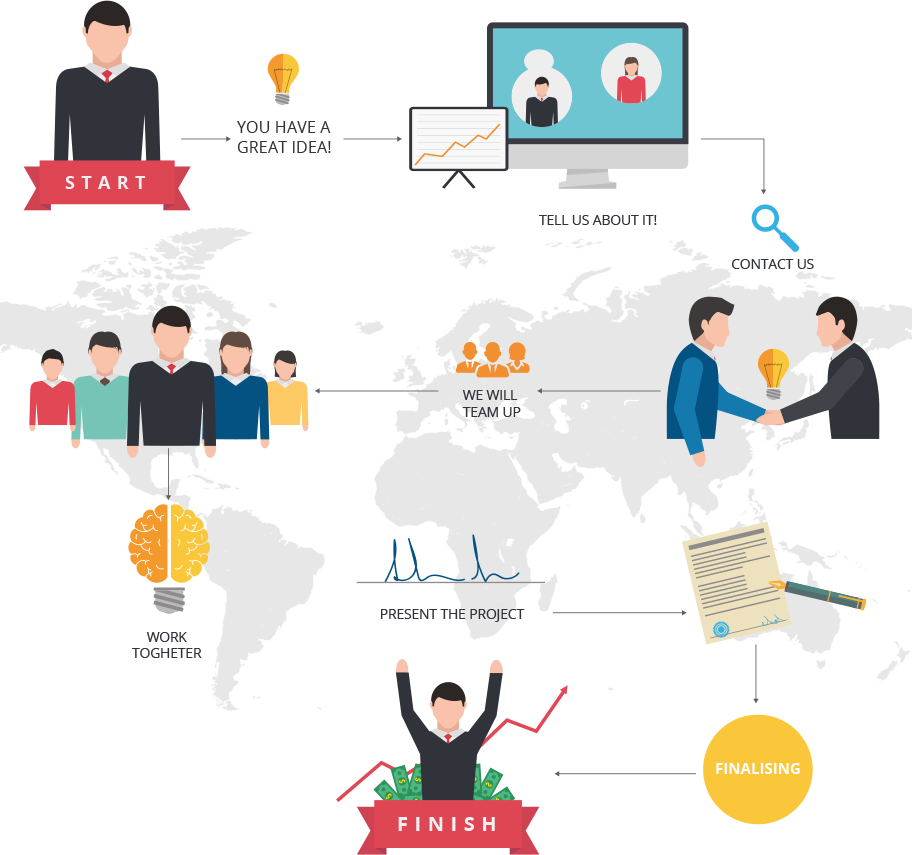 START
YOU HAVE A
GREAT IDEA!
TELL US ABOUT IT!
CONTACT US
WE WILL
TEAM UP
WORK
TOGHETER
PRESENT THE PROJECT
FINALISING
FINISH